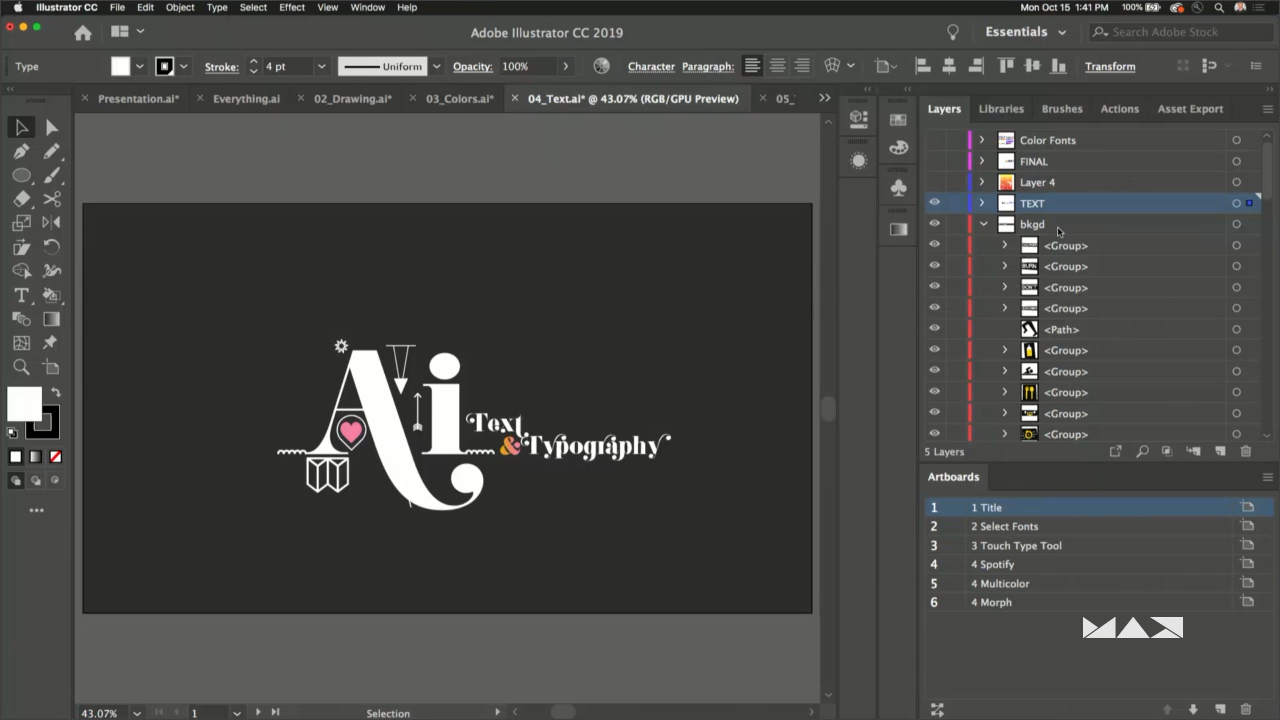 Illustrator CC File Edit Object Type Select Effect View Window Help
100% Mon Oct 15 1:41 PM
Adobe Illustrator CC 2019
Essentials
Search Adobe Stock
Type
Stroke: 4 pt Uniform Opacity: 100% Character Paragraph: Transform
Presentation.ai* Everything.ai 02_Drawing.ai* 03_Colors.ai* 04_Text.ai* @ 43.07% (RGB/GPU Preview) 05_
Layers Libraries Brushes Actions Asset Export
Color Fonts
FINAL
Layer 4
TEXT
bkgd
<Group>
<Group>
<Group>
<Group>
<Path>
<Group>
<Group>
<Group>
<Group>
<Group>
5 Layers
Ai
Text
&Typography
Artboards
1 1 Title
2 2 Select Fonts
3 3 Touch Type Tool
4 4 Spotify
5 4 Multicolor
6 4 Morph
MAX
43.07% 1 Selection